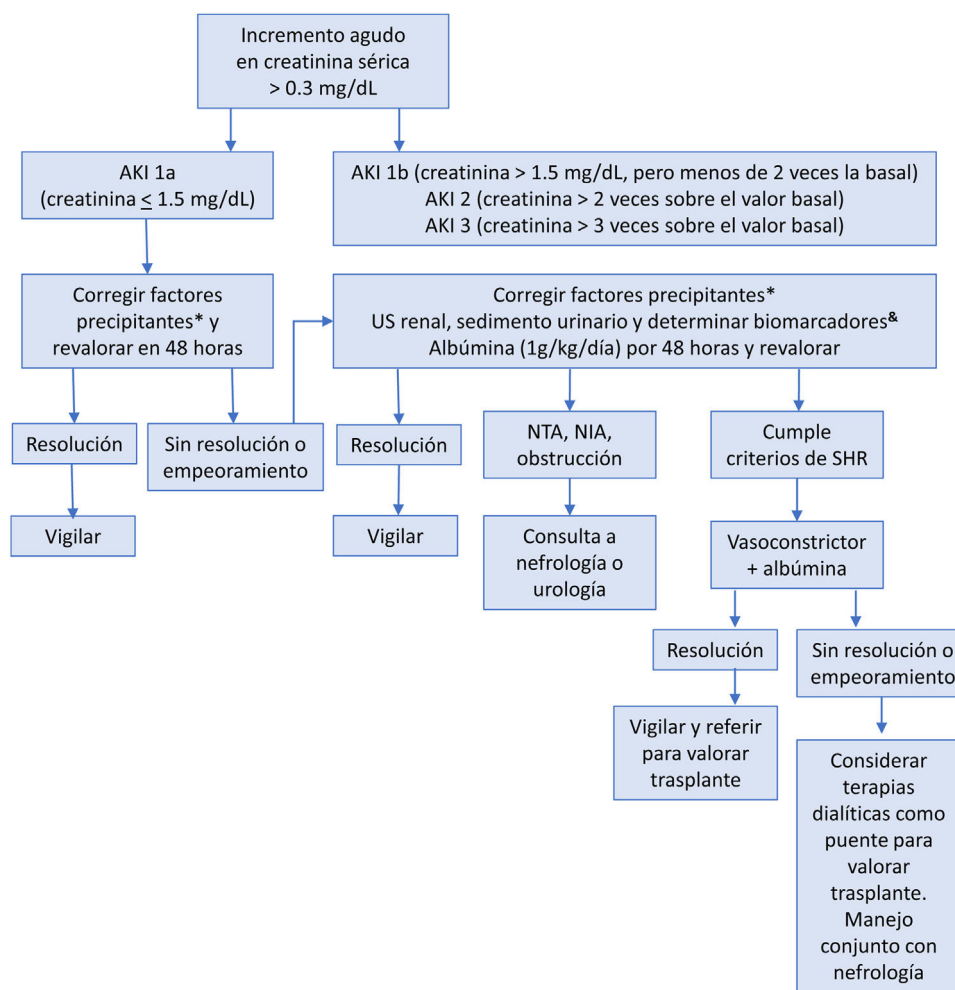 Incremento agudo
en creatinina sérica
> 0.3 mg/dL
AKI 1a
(creatinina ≤ 1.5 mg/dL)
AKI 1b (creatinina > 1.5 mg/dL, pero menos de 2 veces la basal)
AKI 2 (creatinina > 2 veces sobre el valor basal)
AKI 3 (creatinina > 3 veces sobre el valor basal)
Corregir factores
precipitantes* y
revalorar en 48 horas
Corregir factores precipitantes*
US renal, sedimento urinario y determinar biomarcadores&
Albúmina (1g/kg/día) por 48 horas y revalorar
Resolución
Sin resolución o
empeoramiento
Resolución
NTA, NIA,
obstrucción
Cumple
criterios de SHR
Vigilar
Vigilar
Consulta a
nefrología o
urología
Vasoconstrictor
+ albúmina
Resolución
Sin resolución o
empeoramiento
Vigilar y referir
para valorar
trasplante
Considerar
terapias
dialíticas como
puente para
valorar
trasplante.
Manejo
conjunto con
nefrología